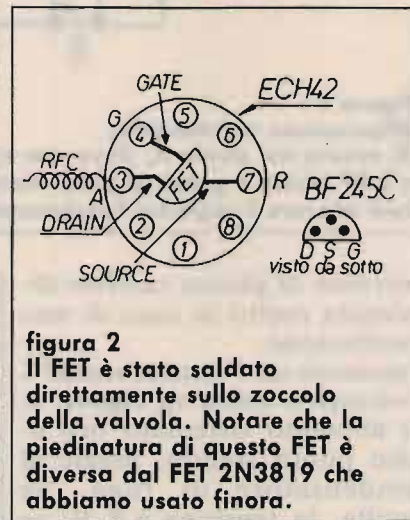 GATE
ECH42
G
5
4
6
RFC
FET
3
7
R
BF245C
A
DRAIN
2
8
1
D S G
SOURCE
visto da sotto
figura 2
Il FET è stato saldato
direttamente sullo zoccolo
della valvola. Notare che la
piedinatura di questo FET è
diversa dal FET 2N3819 che
abbiamo usato finora.